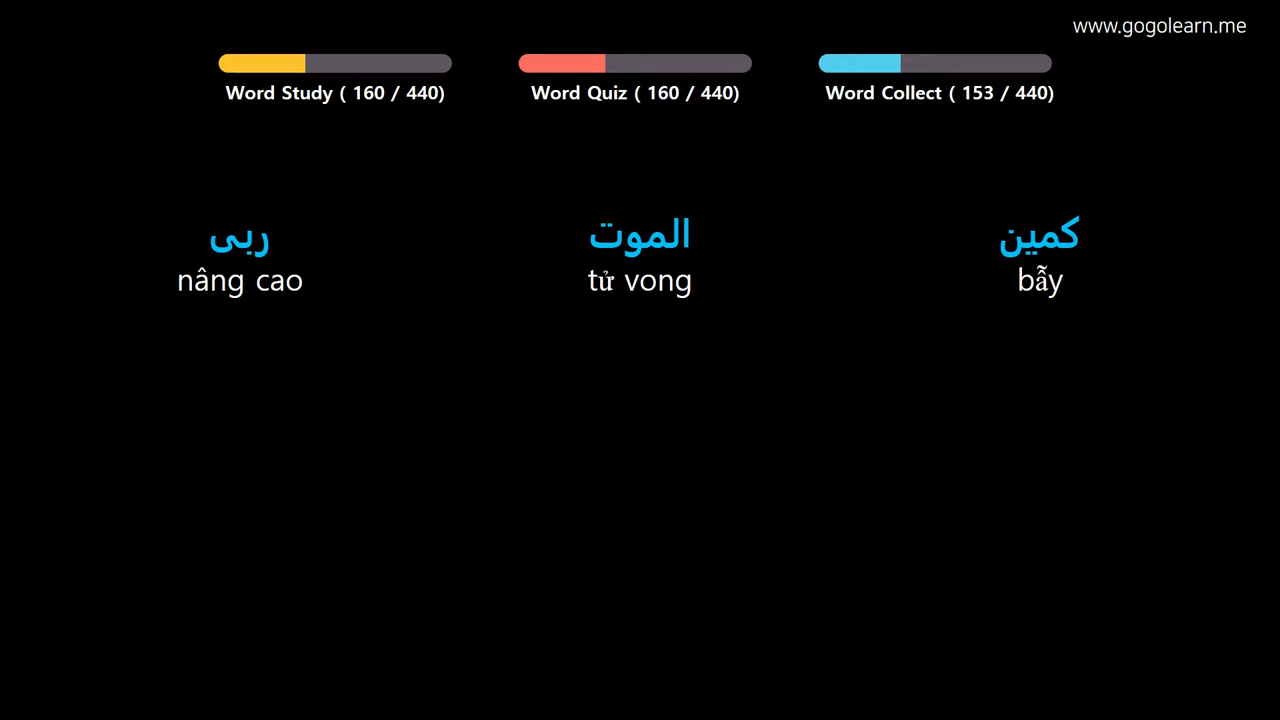 www.gogolearn.me
Word Study ( 160 / 440)
Word Quiz ( 160 / 440)
Word Collect ( 153 / 440)
ربى
nâng cao
الموت
tử vong
كمين
bẫy